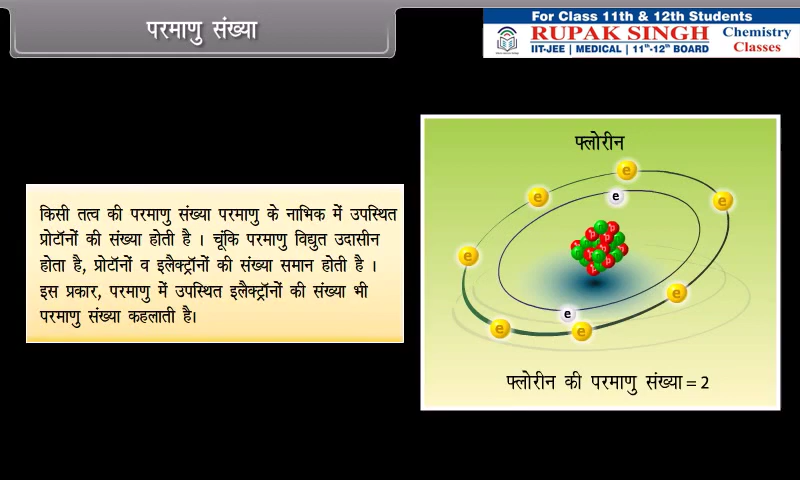 परमाणु संख्या
For Class 11th & 12th Students
RUPAK SINGH
IIT-JEE | MEDICAL | 11th-12th BOARD
Chemistry
Classes
किसी तत्व की परमाणु संख्या परमाणु के नाभिक में उपस्थित
प्रोटॉनों की संख्या होती है । चूंकि परमाणु विद्युत उदासीन
होता है, प्रोटॉनों व इलैक्ट्रॉनों की संख्या समान होती है ।
इस प्रकार, परमाणु में उपस्थित इलैक्ट्रॉनों की संख्या भी
परमाणु संख्या कहलाती है।
फ्लोरीन
e
e
e
e
e
e
e
e
e
फ्लोरीन की परमाणु संख्या = 2